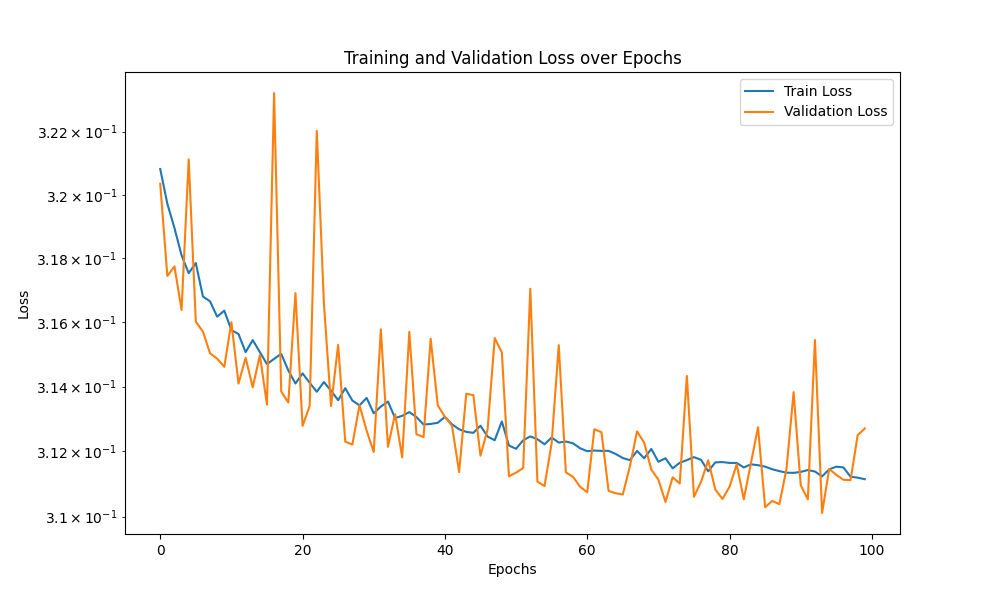 Training and Validation Loss over Epochs
Train Loss
Validation Loss
3.22 × 10⁻¹
3.2 × 10⁻¹
3.18 × 10⁻¹
3.16 × 10⁻¹
3.14 × 10⁻¹
3.12 × 10⁻¹
3.1 × 10⁻¹
Loss
0 20 40 60 80 100
Epochs